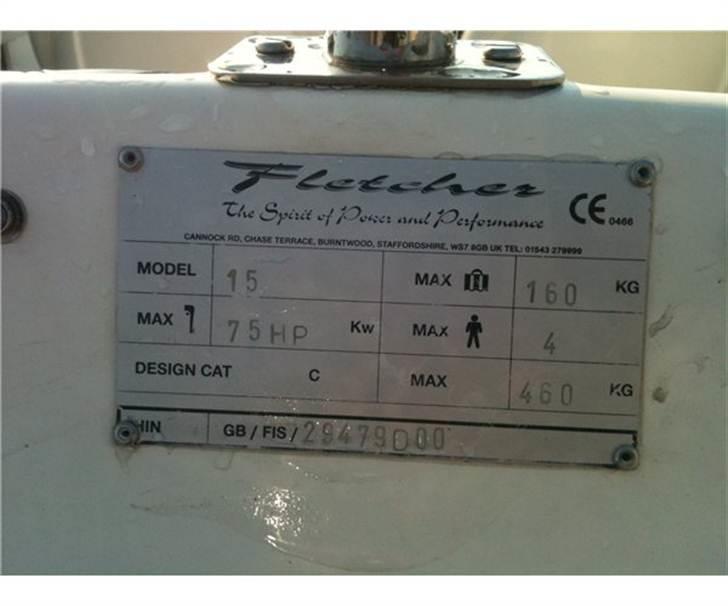 Fletcher
The Spirit of Power and Performance
CE 0466
CANNOCK RD, CHASE TERRACE, BURNTWOOD, STAFFORDSHIRE, WS7 8GB UK TEL: 01543 279999
MODEL 15 MAX 160 KG
MAX 75HP Kw MAX 4
DESIGN CAT C MAX 460 KG
HIN GB / FIS / 29479D00